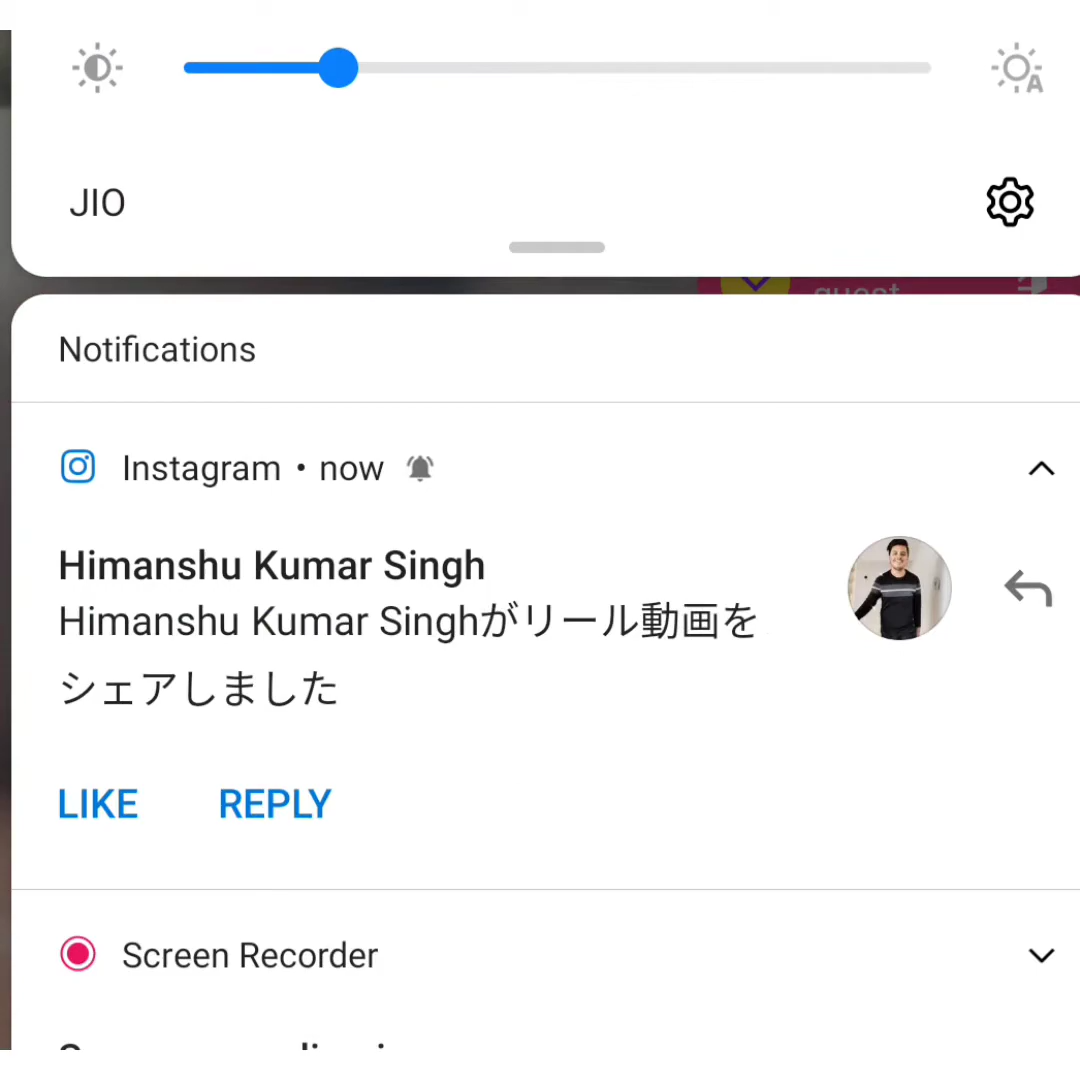 JIO
guest
Notifications
Instagram • now
Himanshu Kumar Singh
Himanshu Kumar Singhがリール動画を
シェアしました
LIKE REPLY
Screen Recorder